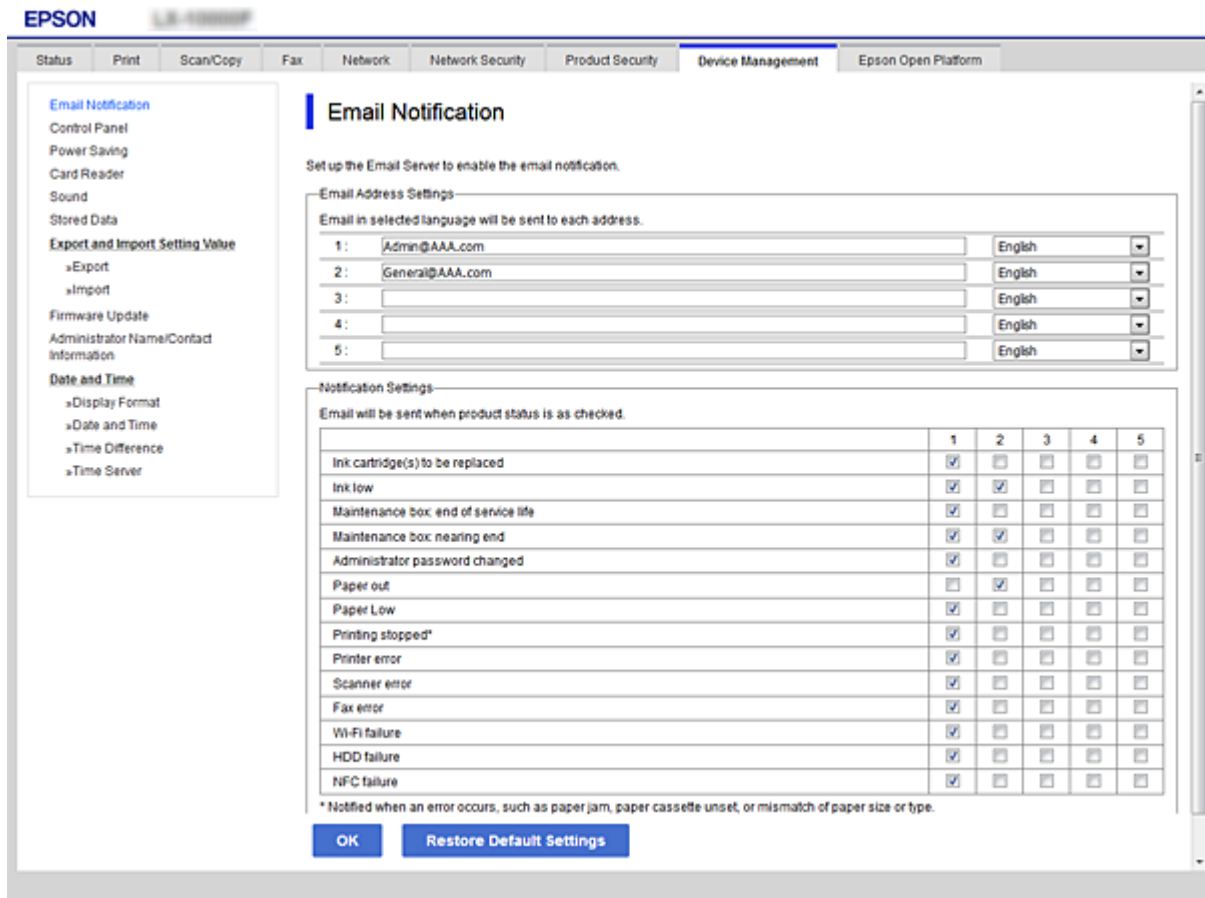 EPSON
Status Print Scan/Copy Fax Network Network Security Product Security Device Management Epson Open Platform
Email Notification
Control Panel
Power Saving
Card Reader
Sound
Stored Data
Export and Import Setting Value
»Export
»Import
Firmware Update
Administrator Name/Contact
Information
Date and Time
»Display Format
»Date and Time
»Time Difference
»Time Server
Email Notification
Set up the Email Server to enable the email notification.
Email Address Settings
Email in selected language will be sent to each address.
1 : Admin@AAA.com English
2 : General@AAA.com English
3 : English
4 : English
5 : English
Notification Settings
Email will be sent when product status is as checked.
1 2 3 4 5
Ink cartridge(s) to be replaced
Ink low
Maintenance box: end of service life
Maintenance box: nearing end
Administrator password changed
Paper out
Paper Low
Printing stopped*
Printer error
Scanner error
Fax error
Wi-Fi failure
HDD failure
NFC failure
* Notified when an error occurs, such as paper jam, paper cassette unset, or mismatch of paper size or type.
OK Restore Default Settings